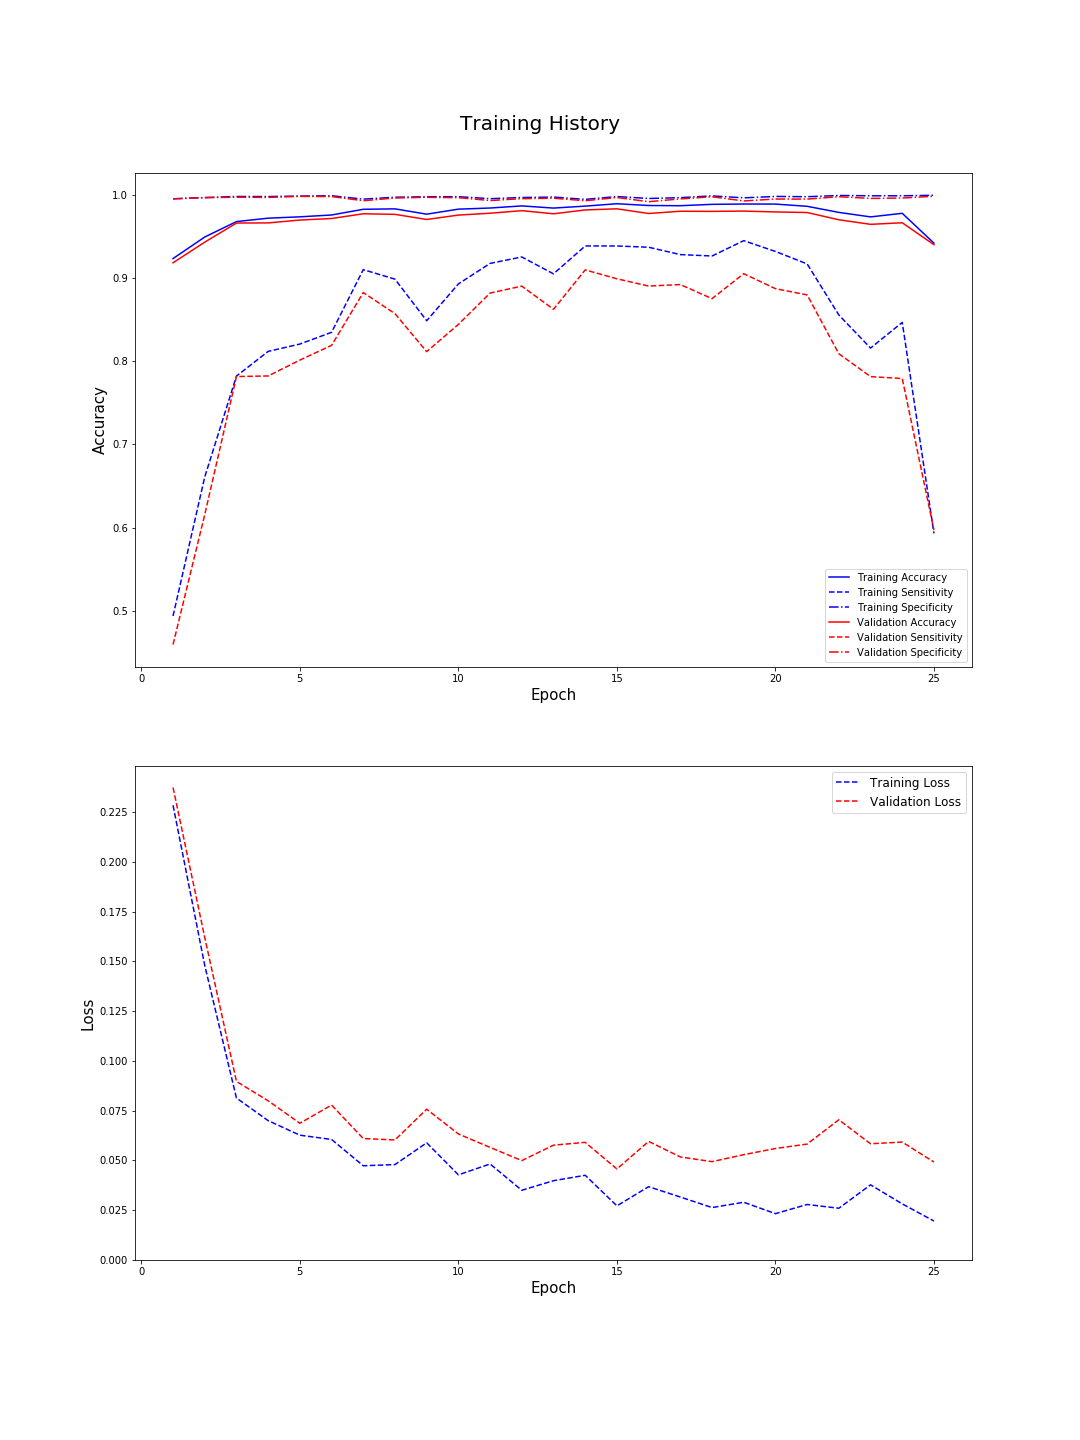 Training History
1.0
0.9
0.8
0.7
0.6
0.5
Accuracy
Training Accuracy
Training Sensitivity
Training Specificity
Validation Accuracy
Validation Sensitivity
Validation Specificity
0 5 10 15 20 25
Epoch
0.225
0.200
0.175
0.150
0.125
0.100
0.075
0.050
0.025
0.000
Loss
Training Loss
Validation Loss
0 5 10 15 20 25
Epoch